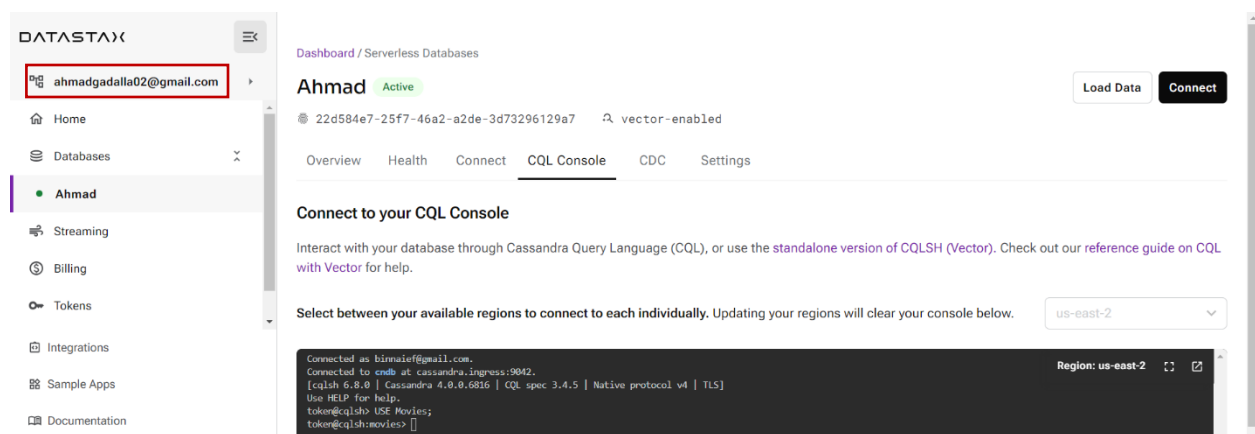 DATASTAX
ahmadgadalla02@gmail.com
Home
Databases
Ahmad
Streaming
Billing
Tokens
Integrations
Sample Apps
Documentation
Dashboard / Serverless Databases
Ahmad Active
Load Data Connect
22d584e7-25f7-46a2-a2de-3d73296129a7 vector-enabled
Overview Health Connect CQL Console CDC Settings
Connect to your CQL Console
Interact with your database through Cassandra Query Language (CQL), or use the standalone version of CQLSH (Vector). Check out our reference guide on CQL
with Vector for help.
Select between your available regions to connect to each individually. Updating your regions will clear your console below. us-east-2
Region: us-east-2
Connected as binnaief@gmail.com.
Connected to cndb at cassandra.ingress:9042.
[cqlsh 6.8.0 | Cassandra 4.0.0.6816 | CQL spec 3.4.5 | Native protocol v4 | TLS]
Use HELP for help.
token@cqlsh> USE Movies;
token@cqlsh:movies>